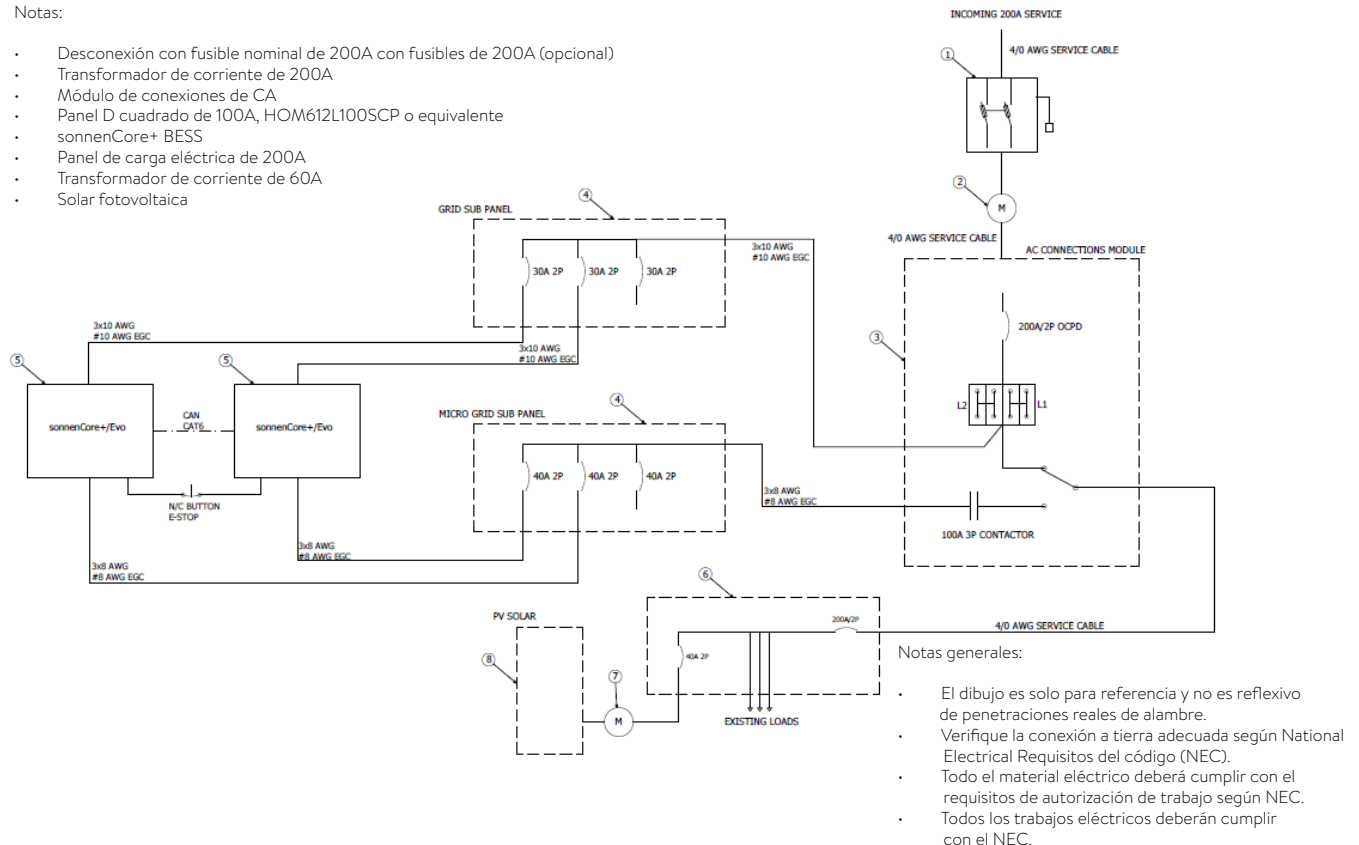 Notas:
• Desconexión con fusible nominal de 200A con fusibles de 200A (opcional)
• Transformador de corriente de 200A
• Módulo de conexiones de CA
• Panel D cuadrado de 100A, HOM612L100SCP o equivalente
• sonnenCore+ BESS
• Panel de carga eléctrica de 200A
• Transformador de corriente de 60A
• Solar fotovoltaica
INCOMING 200A SERVICE
4/0 AWG SERVICE CABLE
1
2
M
4/0 AWG SERVICE CABLE
AC CONNECTIONS MODULE
GRID SUB PANEL
4
30A 2P
30A 2P
30A 2P
3x10 AWG
#10 AWG EGC
3
200A/2P OCPD
L2
L1
100A 3P CONTACTOR
3x10 AWG
#10 AWG EGC
3x10 AWG
#10 AWG EGC
5
5
sonnenCore+/Evo
CAN
CAT6
sonnenCore+/Evo
N/C BUTTON
E-STOP
MICRO GRID SUB PANEL
4
40A 2P
40A 2P
40A 2P
3x8 AWG
#8 AWG EGC
3x8 AWG
#8 AWG EGC
3x8 AWG
#8 AWG EGC
PV SOLAR
8
7
M
6
40A 2P
200A/2P
EXISTING LOADS
4/0 AWG SERVICE CABLE
Notas generales:
• El dibujo es solo para referencia y no es reflexivo
de penetraciones reales de alambre.
• Verifique la conexión a tierra adecuada según National
Electrical Requisitos del código (NEC).
• Todo el material eléctrico deberá cumplir con el
requisitos de autorización de trabajo según NEC.
• Todos los trabajos eléctricos deberán cumplir
con el NEC.